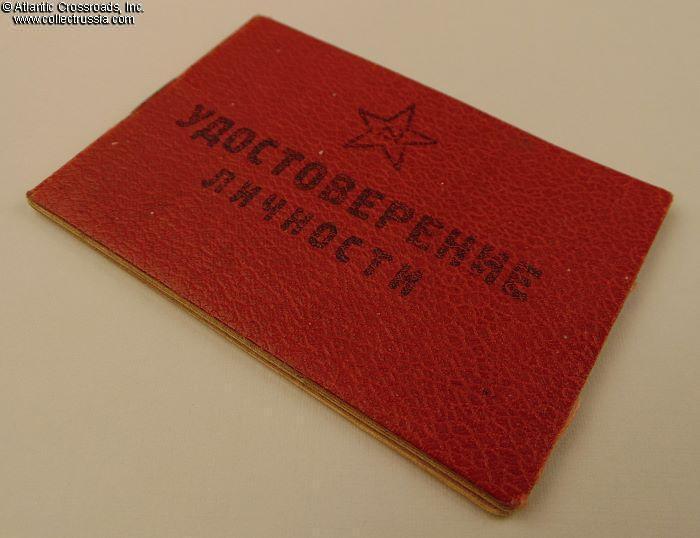 © Atlantic Crossroads, Inc.
www.collectrussia.com
УДОСТОВЕРЕНИЕ
ЛИЧНОСТИ